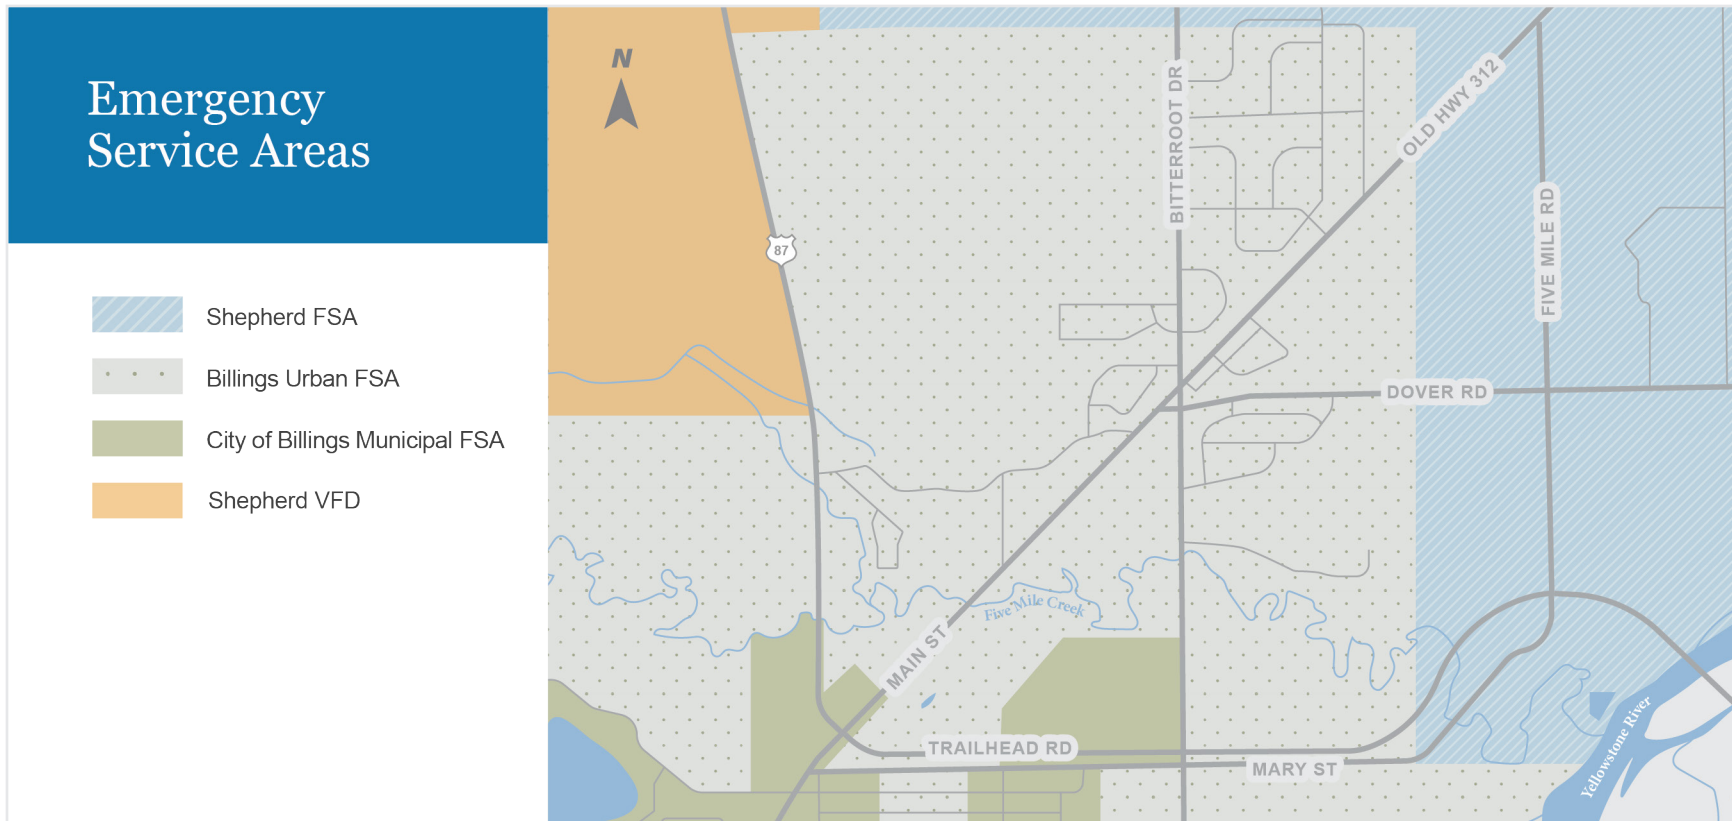 Emergency
Service Areas
Shepherd FSA
Billings Urban FSA
City of Billings Municipal FSA
Shepherd VFD
N
87
BITTERROOT DR
OLD HWY 312
FIVE MILE RD
DOVER RD
Five Mile Creek
MAIN ST
TRAILHEAD RD
MARY ST
Yellowstone River